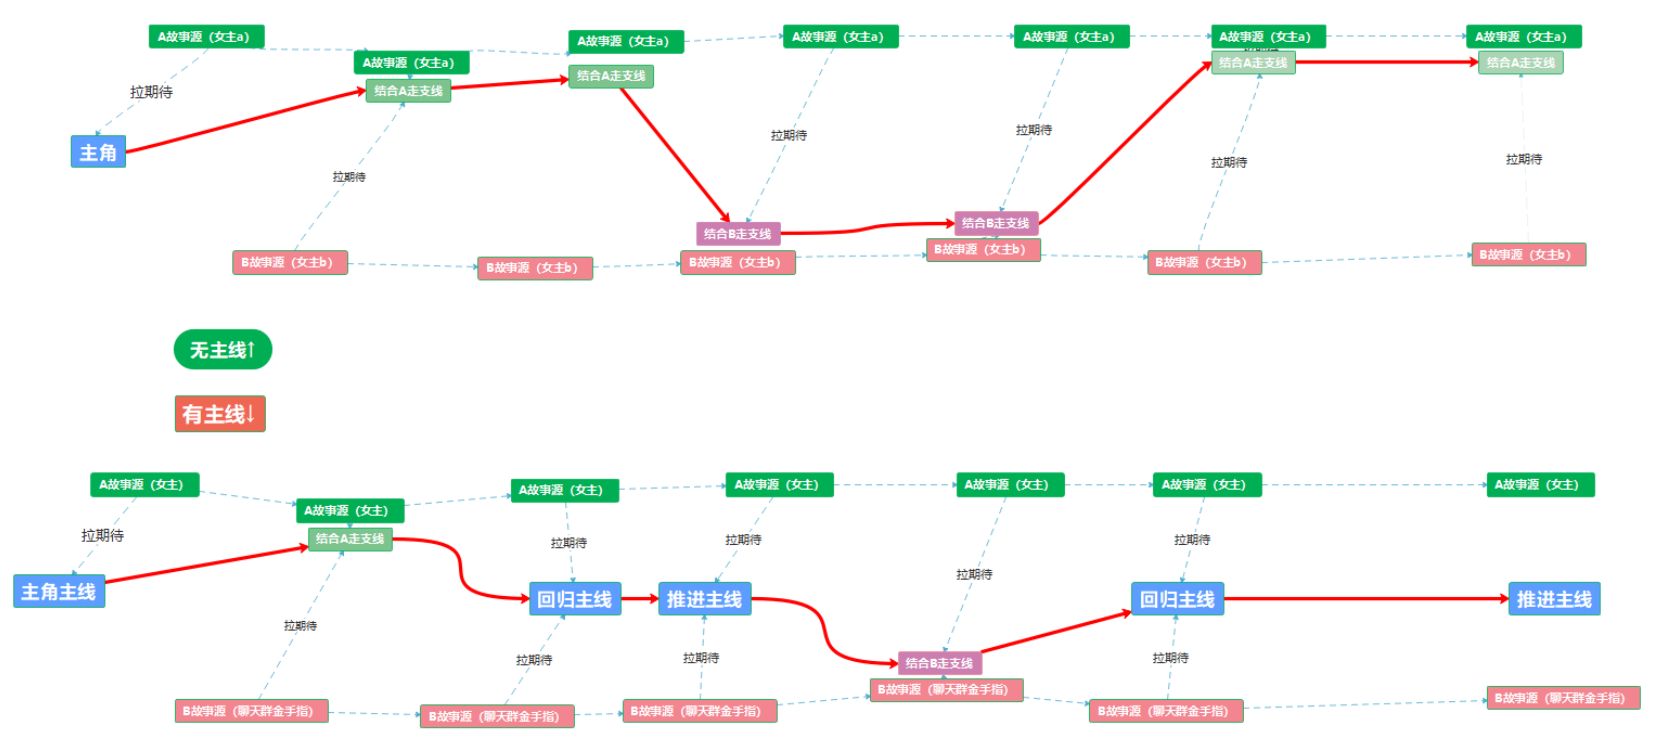 A故事源（女主a）
A故事源（女主a）
A故事源（女主a）
A故事源（女主a）
A故事源（女主a）
A故事源（女主a）
A故事源（女主a）
结合A走支线
结合A走支线
结合A走支线
结合A走支线
拉期待
主角
拉期待
拉期待
拉期待
拉期待
拉期待
结合B走支线
结合B走支线
B故事源（女主b）
B故事源（女主b）
B故事源（女主b）
B故事源（女主b）
B故事源（女主b）
B故事源（女主b）
无主线↑
有主线↓
A故事源（女主）
A故事源（女主）
A故事源（女主）
A故事源（女主）
A故事源（女主）
A故事源（女主）
A故事源（女主）
结合A走支线
拉期待
拉期待
拉期待
拉期待
拉期待
主角主线
回归主线
推进主线
回归主线
推进主线
拉期待
拉期待
拉期待
拉期待
结合B走支线
B故事源（聊天群金手指）
B故事源（聊天群金手指）
B故事源（聊天群金手指）
B故事源（聊天群金手指）
B故事源（聊天群金手指）
B故事源（聊天群金手指）